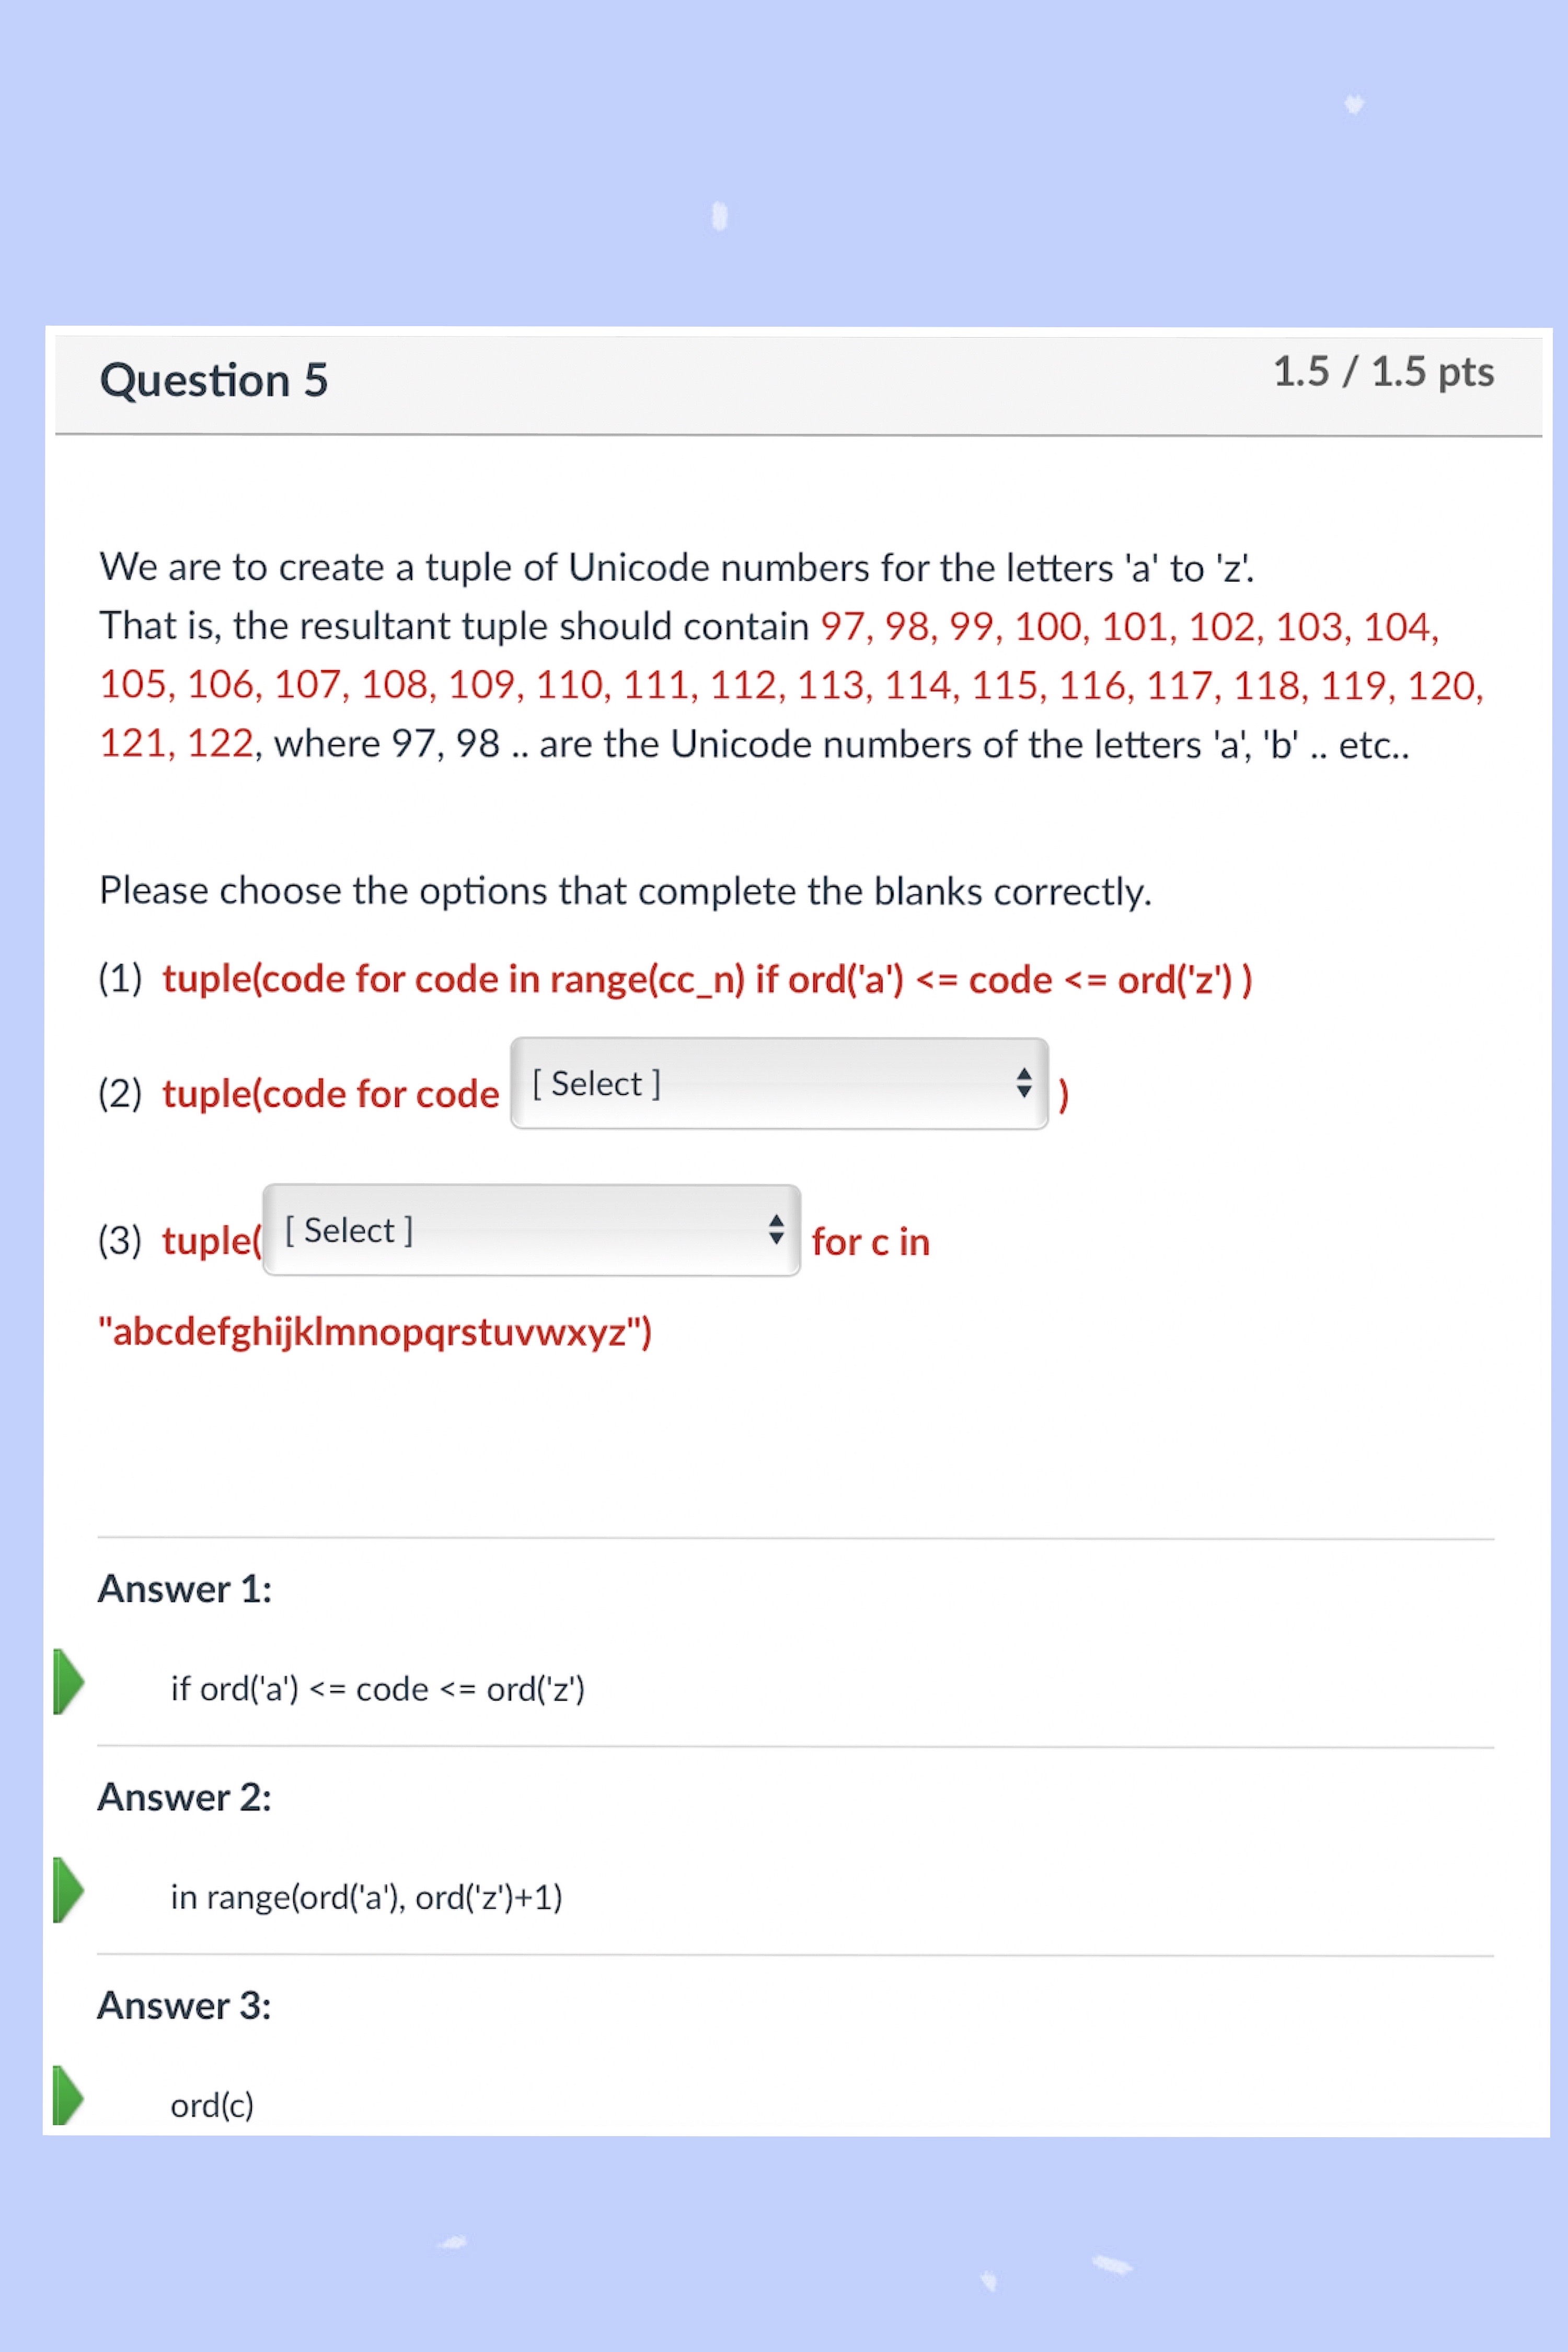 Question 5
1.5 / 1.5 pts
We are to create a tuple of Unicode numbers for the letters 'a' to 'z'.
That is, the resultant tuple should contain 97, 98, 99, 100, 101, 102, 103, 104,
105, 106, 107, 108, 109, 110, 111, 112, 113, 114, 115, 116, 117, 118, 119, 120,
121, 122, where 97, 98 .. are the Unicode numbers of the letters 'a', 'b' .. etc..
Please choose the options that complete the blanks correctly.
(1) tuple(code for code in range(cc_n) if ord('a') <= code <= ord('z') )
(2) tuple(code for code [ Select ] )
(3) tuple( [ Select ] for c in
"abcdefghijklmnopqrstuvwxyz")
Answer 1:
if ord('a') <= code <= ord('z')
Answer 2:
in range(ord('a'), ord('z')+1)
Answer 3:
ord(c)